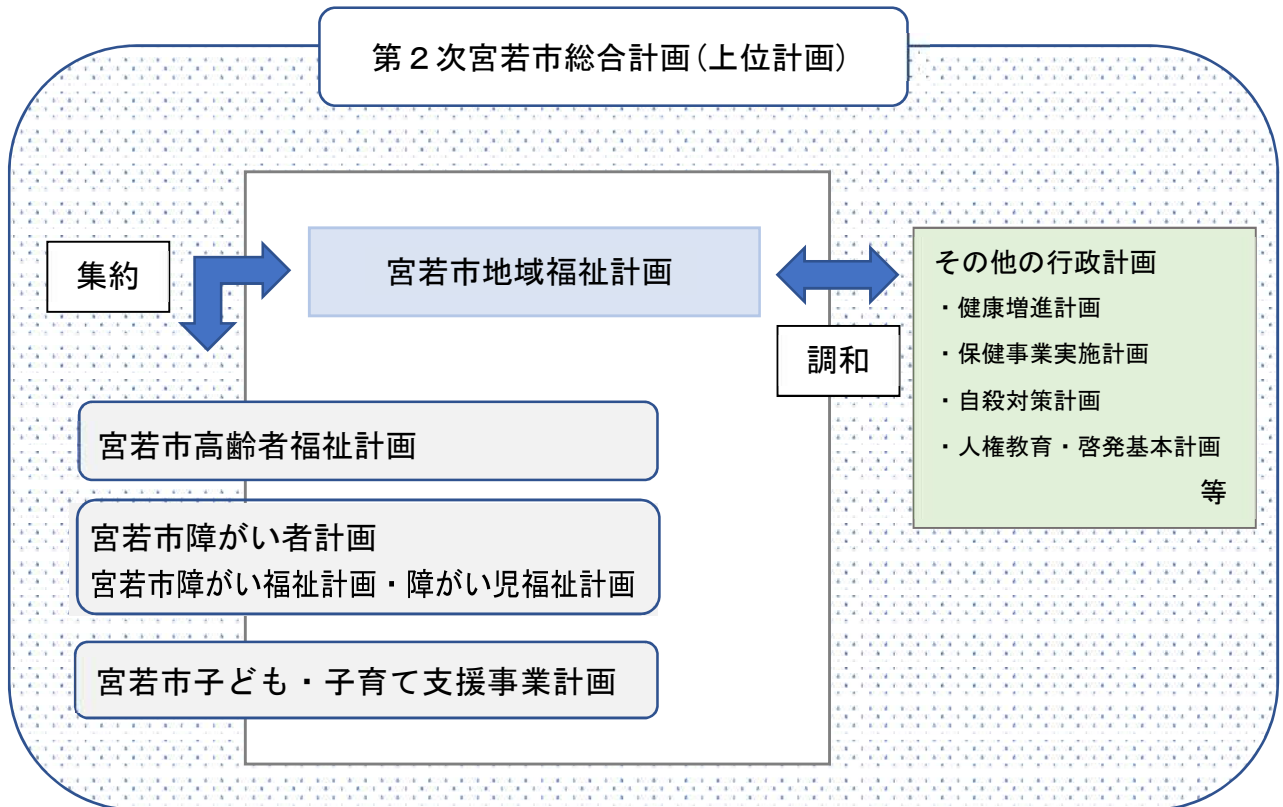 第２次宮若市総合計画(上位計画)
集約
宮若市地域福祉計画
調和
その他の行政計画
・健康増進計画
・保健事業実施計画
・自殺対策計画
・人権教育・啓発基本計画
等
宮若市高齢者福祉計画
宮若市障がい者計画
宮若市障がい福祉計画・障がい児福祉計画
宮若市子ども・子育て支援事業計画